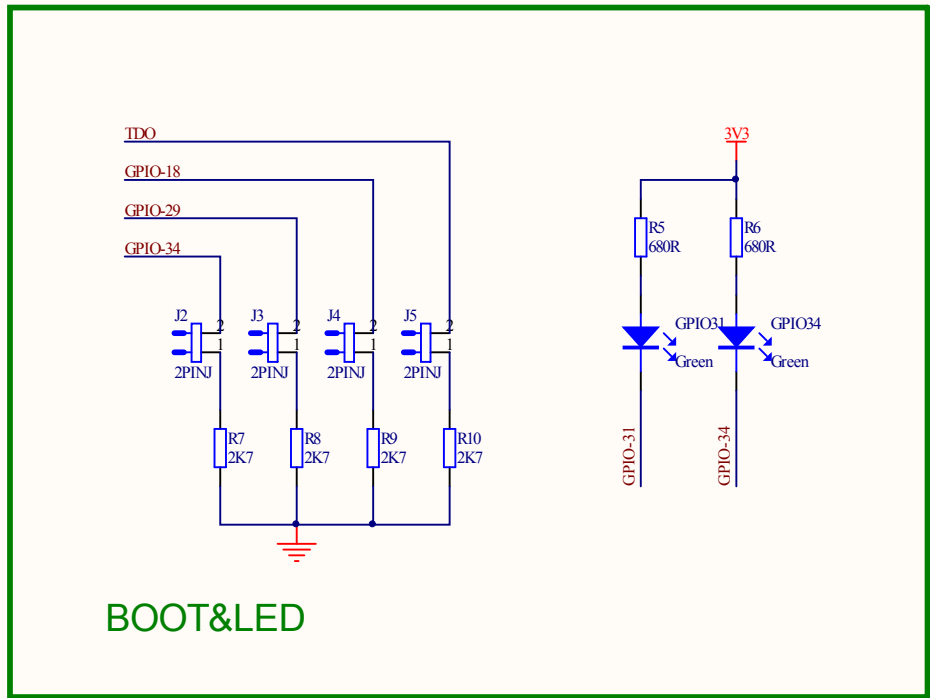 TDO
GPIO-18
GPIO-29
GPIO-34
J2
2
1
2PINJ
J3
2
1
2PINJ
J4
2
1
2PINJ
J5
2
1
2PINJ
R7
2K7
R8
2K7
R9
2K7
R10
2K7
3V3
R5
680R
R6
680R
GPIO31
Green
GPIO34
Green
GPIO-31
GPIO-34
BOOT&LED